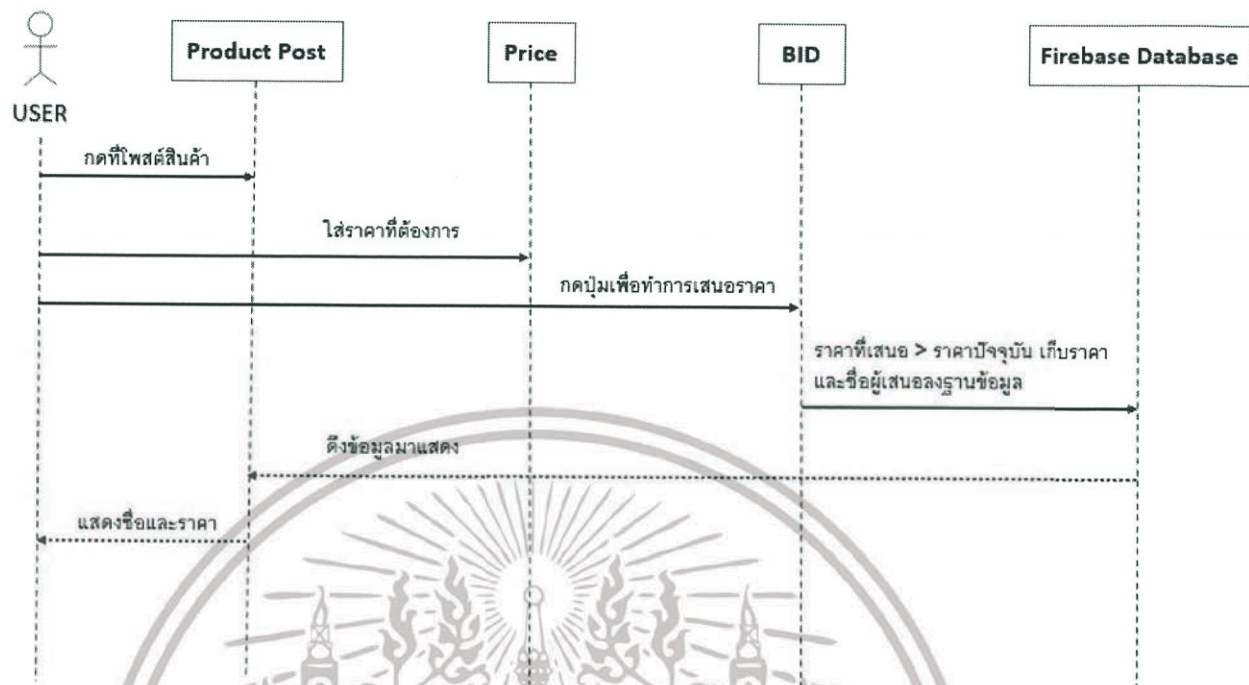 USER
Product Post
Price
BID
Firebase Database
กดที่โพสต์สินค้า
ใส่ราคาที่ต้องการ
กดปุ่มเพื่อทำการเสนอราคา
ราคาที่เสนอ > ราคาปัจจุบัน เก็บราคา
และชื่อผู้เสนอลงฐานข้อมูล
ดึงข้อมูลมาแสดง
แสดงชื่อและราคา